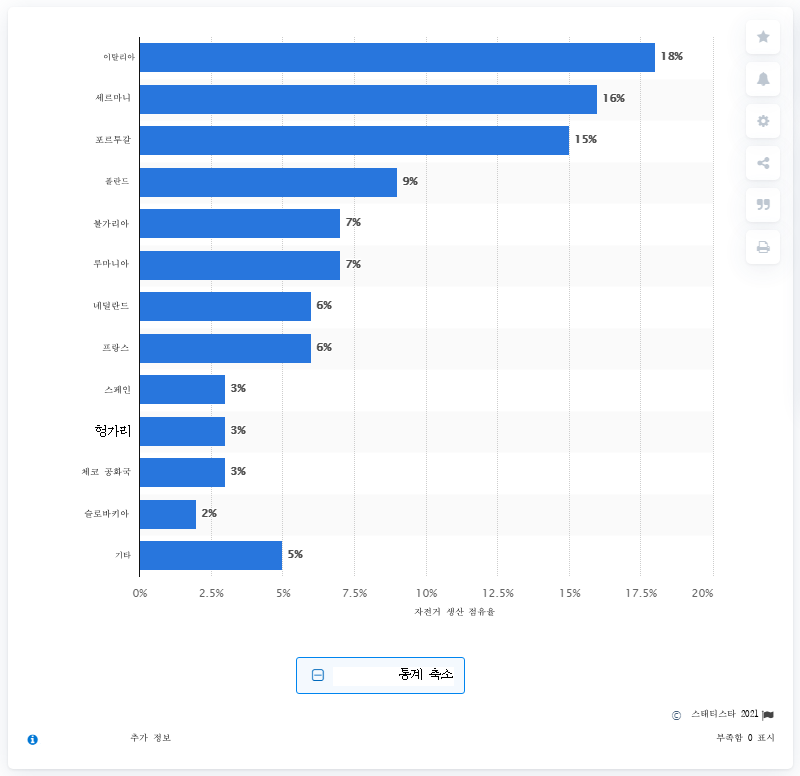 이탈리아 18%
세르마니 16%
포르투갈 15%
폴란드 9%
불가리아 7%
루마니아 7%
네덜란드 6%
프랑스 6%
스페인 3%
헝가리 3%
체코 공화국 3%
슬로바키아 2%
기타 5%
0% 2.5% 5% 7.5% 10% 12.5% 15% 17.5% 20%
자전거 생산 점유율
통계 축소
© 스태티스타 2021
추가 정보 부족함 0 표시